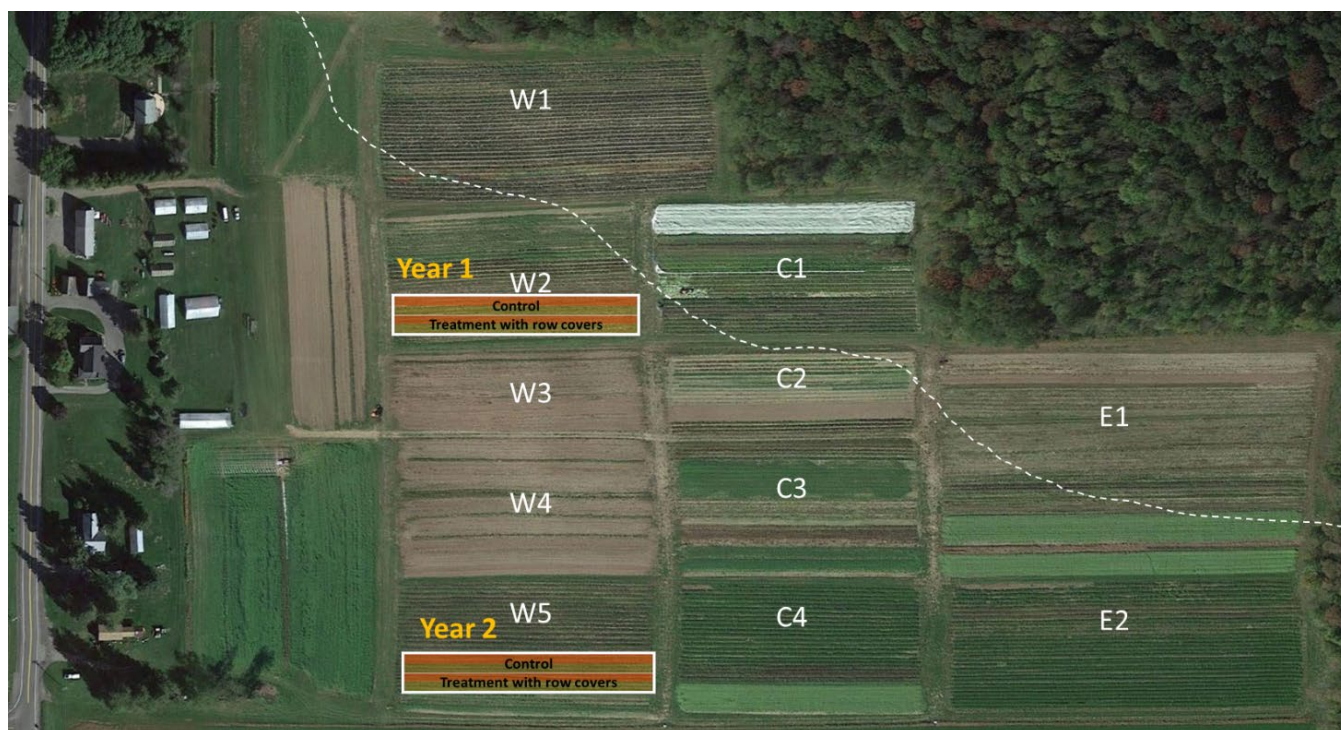 W1
Year 1
W2
C1
Control
Treatment with row covers
W3
C2
E1
W4
C3
Year 2
W5
C4
E2
Control
Treatment with row covers